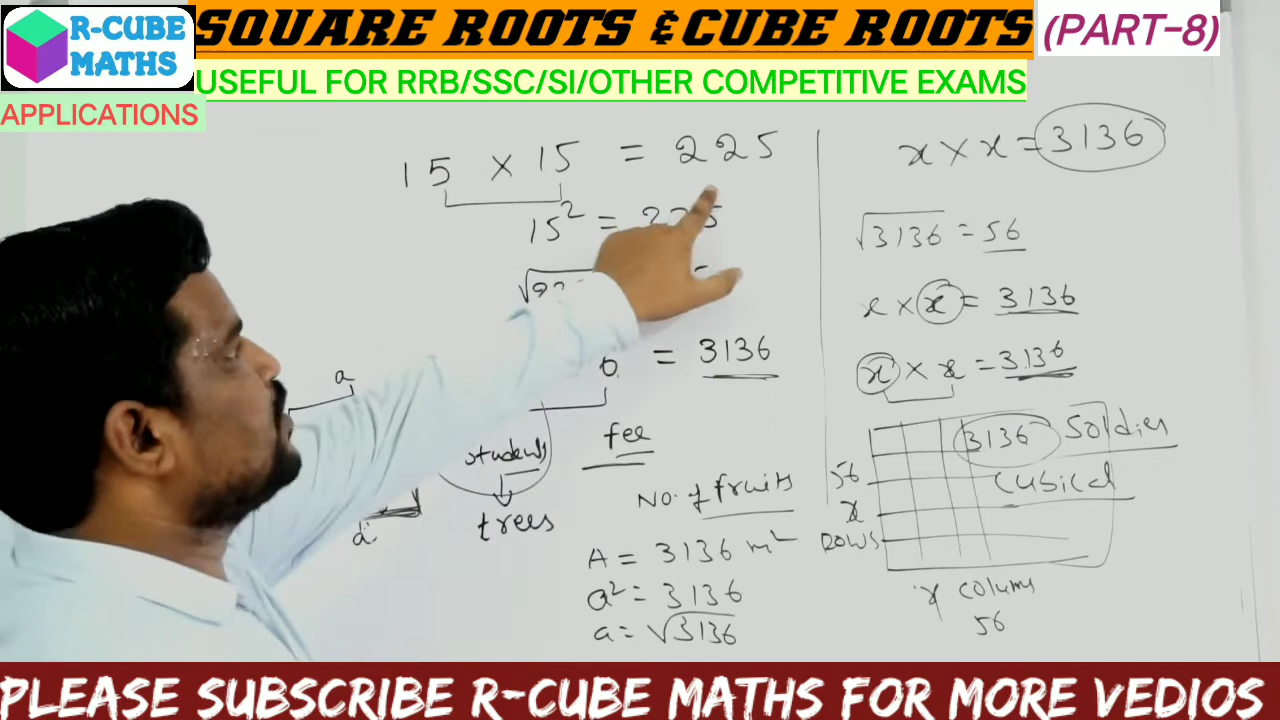 R-CUBE
MATHS
SQUARE ROOTS & CUBE ROOTS
(PART-8)
USEFUL FOR RRB/SSC/SI/OTHER COMPETITIVE EXAMS
APPLICATIONS
15 × 15 = 225
15² =
= 3136
a
students
fee
trees
d
No. of fruits
A = 3136 m²
a² = 3136
a = √3136
x × x = 3136
√3136 = 56
x × x = 3136
x × x = 3136
3136 Soldier
Cubical
56
x
ROWS
x colums
56
PLEASE SUBSCRIBE R-CUBE MATHS FOR MORE VEDIOS